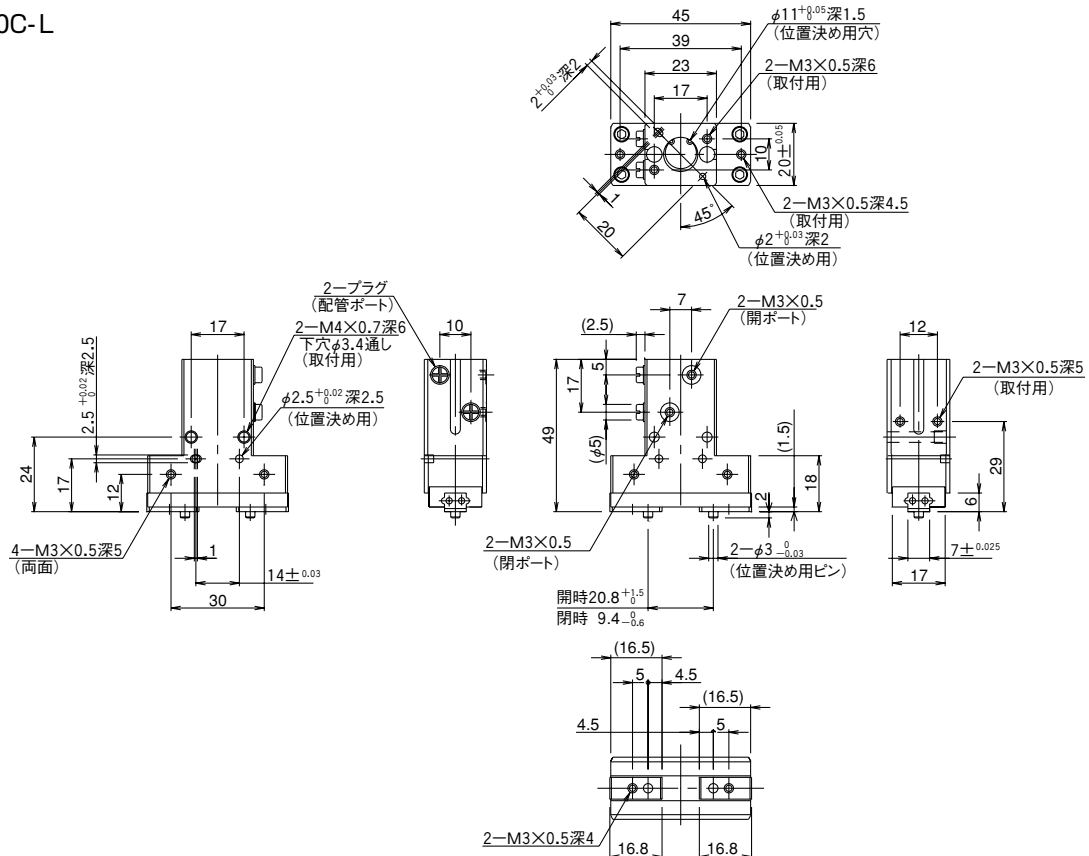 0C-L
45
φ11 +0.05 0 深1.5
(位置決め用穴)
39
2−M3×0.5深6
(取付用)
23
2 +0.03 0 深2
17
10
20±0.05
2−M3×0.5深4.5
(取付用)
1
45°
20
φ2 +0.03 0 深2
(位置決め用)
2−プラグ
(配管ポート)
17
2−M4×0.7深6
下穴φ3.4通し
(取付用)
2.5 +0.02 0 深2.5
φ2.5 +0.02 0 深2.5
(位置決め用)
24
17
12
4−M3×0.5深5
(両面)
1
14±0.03
30
10
7
2−M3×0.5
(開ポート)
(2.5)
5
17
49
(φ5)
(1.5)
18
2
2−M3×0.5
(閉ポート)
2−φ3 0 -0.03
(位置決め用ピン)
開時20.8 +1.5 0
閉時 9.4 0 -0.6
12
2−M3×0.5深5
(取付用)
29
6
7±0.025
17
(16.5)
5
4.5
(16.5)
4.5
5
2−M3×0.5深4
16.8
16.8